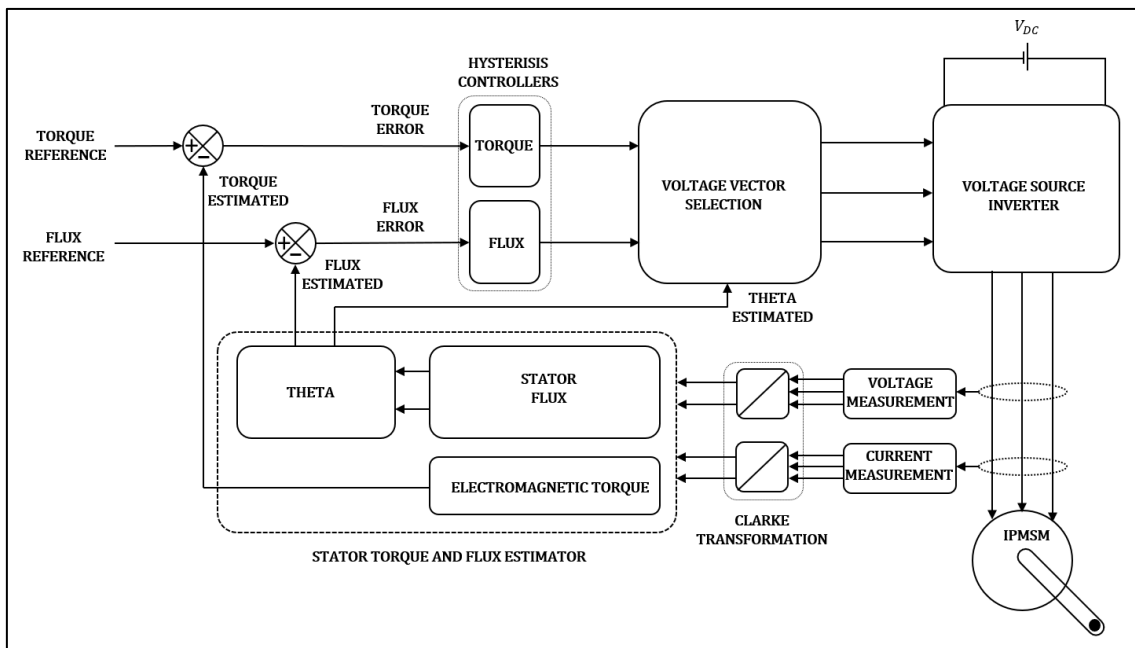 V_DC
HYSTERISIS
CONTROLLERS
TORQUE
ERROR
TORQUE
REFERENCE
+
−
TORQUE
ESTIMATED
TORQUE
VOLTAGE VECTOR
SELECTION
VOLTAGE SOURCE
INVERTER
FLUX
ERROR
FLUX
REFERENCE
+
−
FLUX
ESTIMATED
FLUX
THETA
ESTIMATED
THETA
STATOR
FLUX
VOLTAGE
MEASUREMENT
ELECTROMAGNETIC TORQUE
CURRENT
MEASUREMENT
CLARKE
TRANSFORMATION
STATOR TORQUE AND FLUX ESTIMATOR
IPMSM